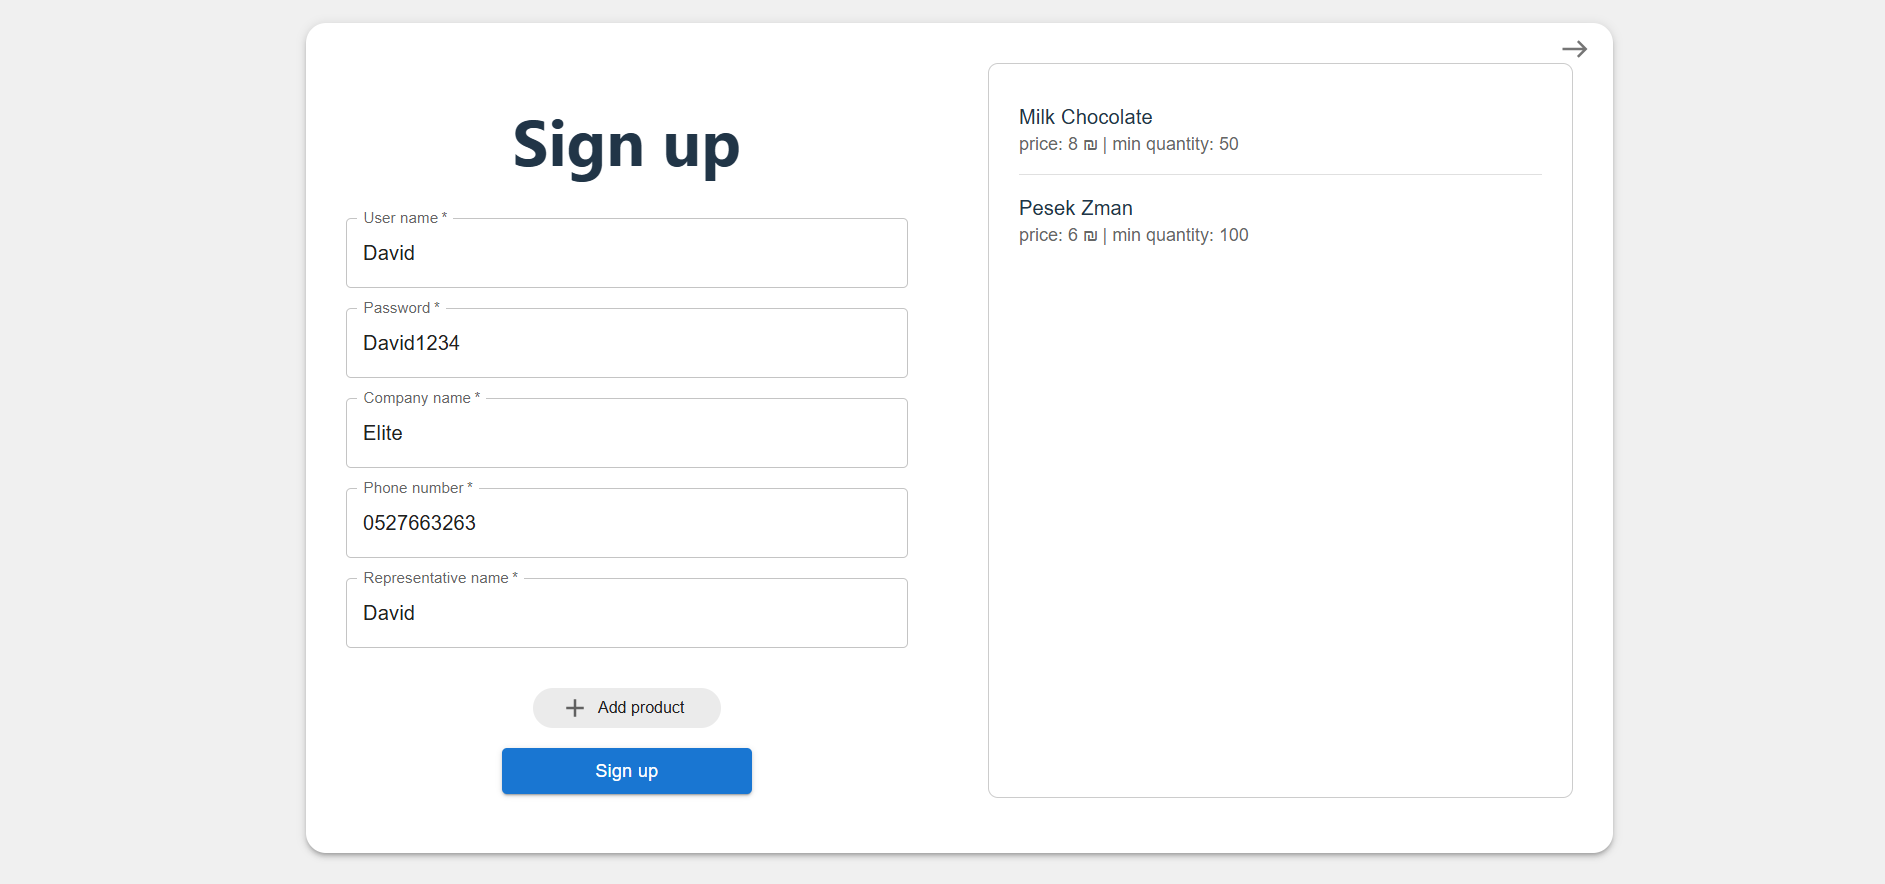 Sign up
User name *
David
Password *
David1234
Company name *
Elite
Phone number *
0527663263
Representative name *
David
Add product
Sign up
Milk Chocolate
price: 8 ₪ | min quantity: 50
Pesek Zman
price: 6 ₪ | min quantity: 100